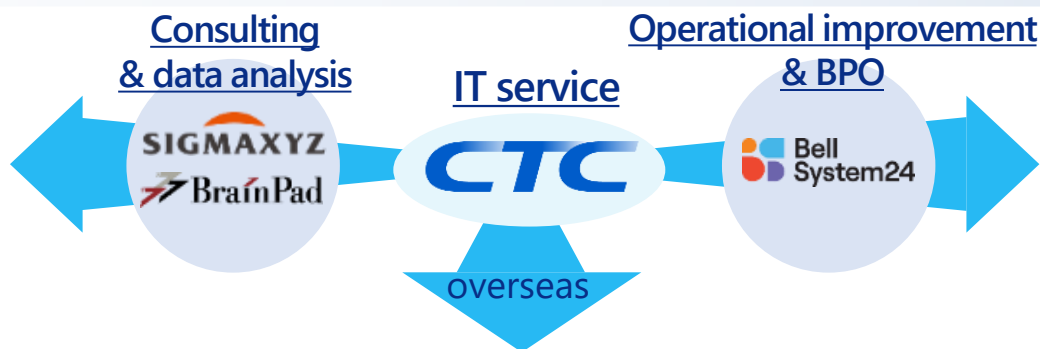 Consulting
& data analysis
SIGMAXYZ
BrainPad
IT service
CTC
Operational improvement
& BPO
Bell
System24
overseas